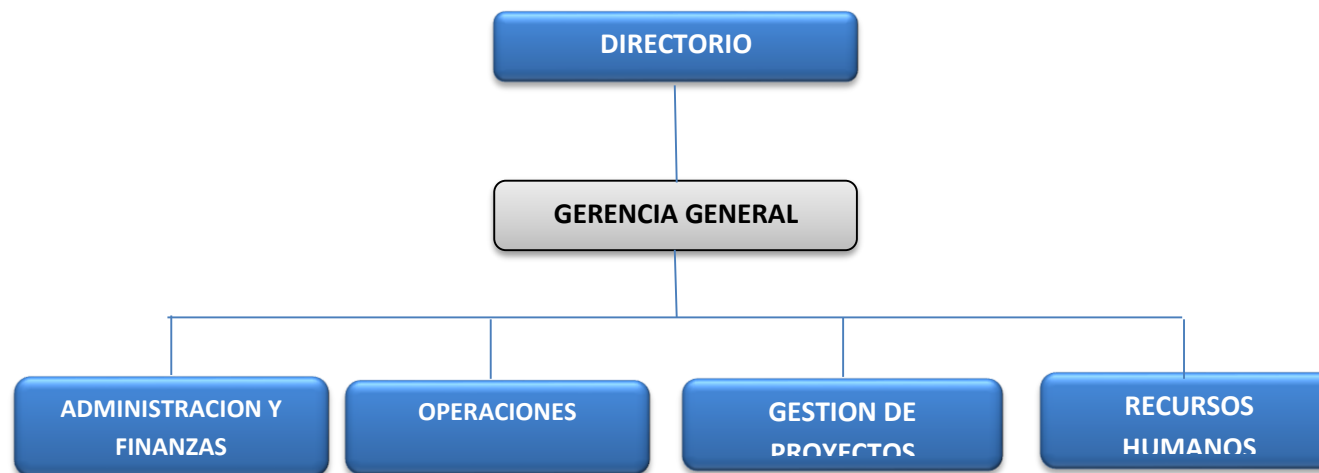 DIRECTORIO
GERENCIA GENERAL
ADMINISTRACION Y
FINANZAS
OPERACIONES
GESTION DE
PROYECTOS
RECURSOS
HUMANOS